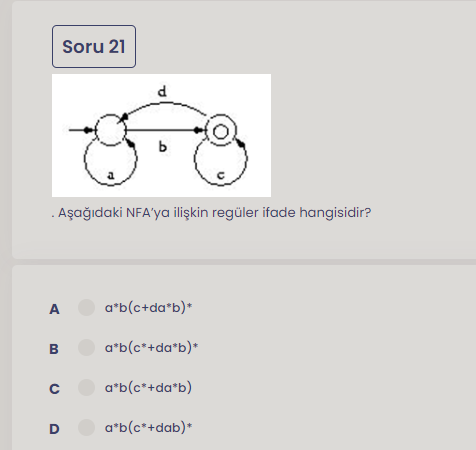 Soru 21
d
b
a
c
. Aşağıdaki NFA'ya ilişkin regüler ifade hangisidir?
A a*b(c+da*b)*
B a*b(c*+da*b)*
C a*b(c*+da*b)
D a*b(c*+dab)*